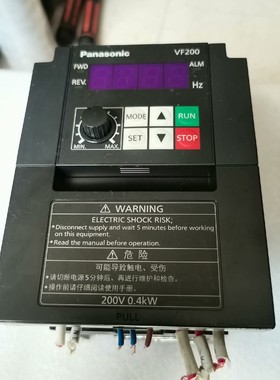 Panasonic VF200
FWD ALM
REV. Hz
MODE ▲ RUN
SET ▼ STOP
MIN. MAX.
⚠ WARNING
ELECTRIC SHOCK RISK;
●Disconnect supply and wait 5 minutes before working
on this equipment.
●Read the manual before operation.
⚠ 危险
可能导致触电、受伤
●请切断电源5分钟后、再进行维护和检查。
●操作前请仔细阅读使用手册。
200V 0.4kW
PULL